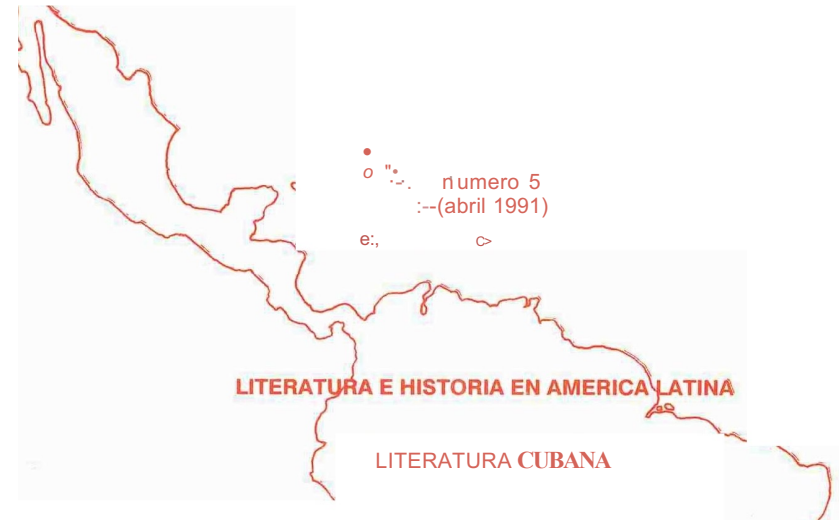 numero 5
(abril 1991)
LITERATURA E HISTORIA EN AMERICA LATINA
LITERATURA CUBANA